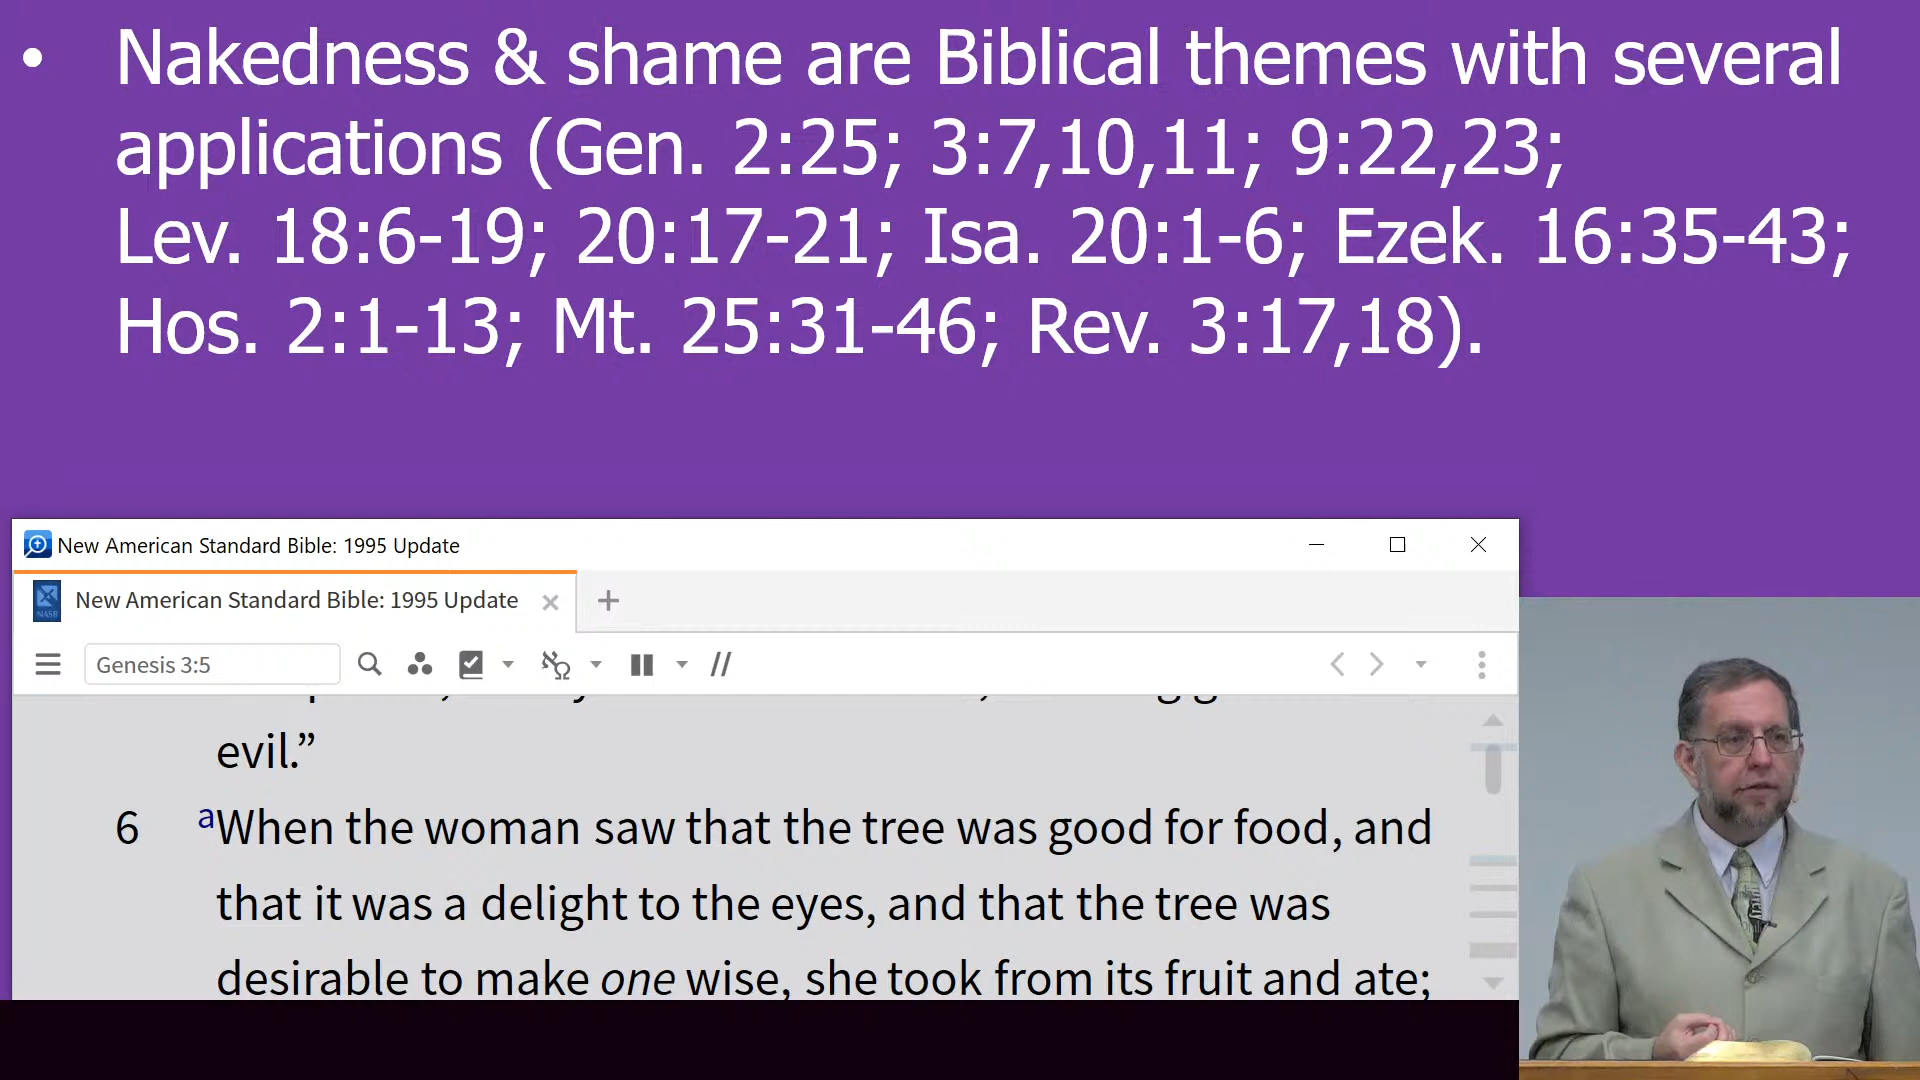 • Nakedness & shame are Biblical themes with several
applications (Gen. 2:25; 3:7,10,11; 9:22,23;
Lev. 18:6-19; 20:17-21; Isa. 20:1-6; Ezek. 16:35-43;
Hos. 2:1-13; Mt. 25:31-46; Rev. 3:17,18).
New American Standard Bible: 1995 Update
New American Standard Bible: 1995 Update
Genesis 3:5
evil.”
6 aWhen the woman saw that the tree was good for food, and
that it was a delight to the eyes, and that the tree was
desirable to make one wise, she took from its fruit and ate;